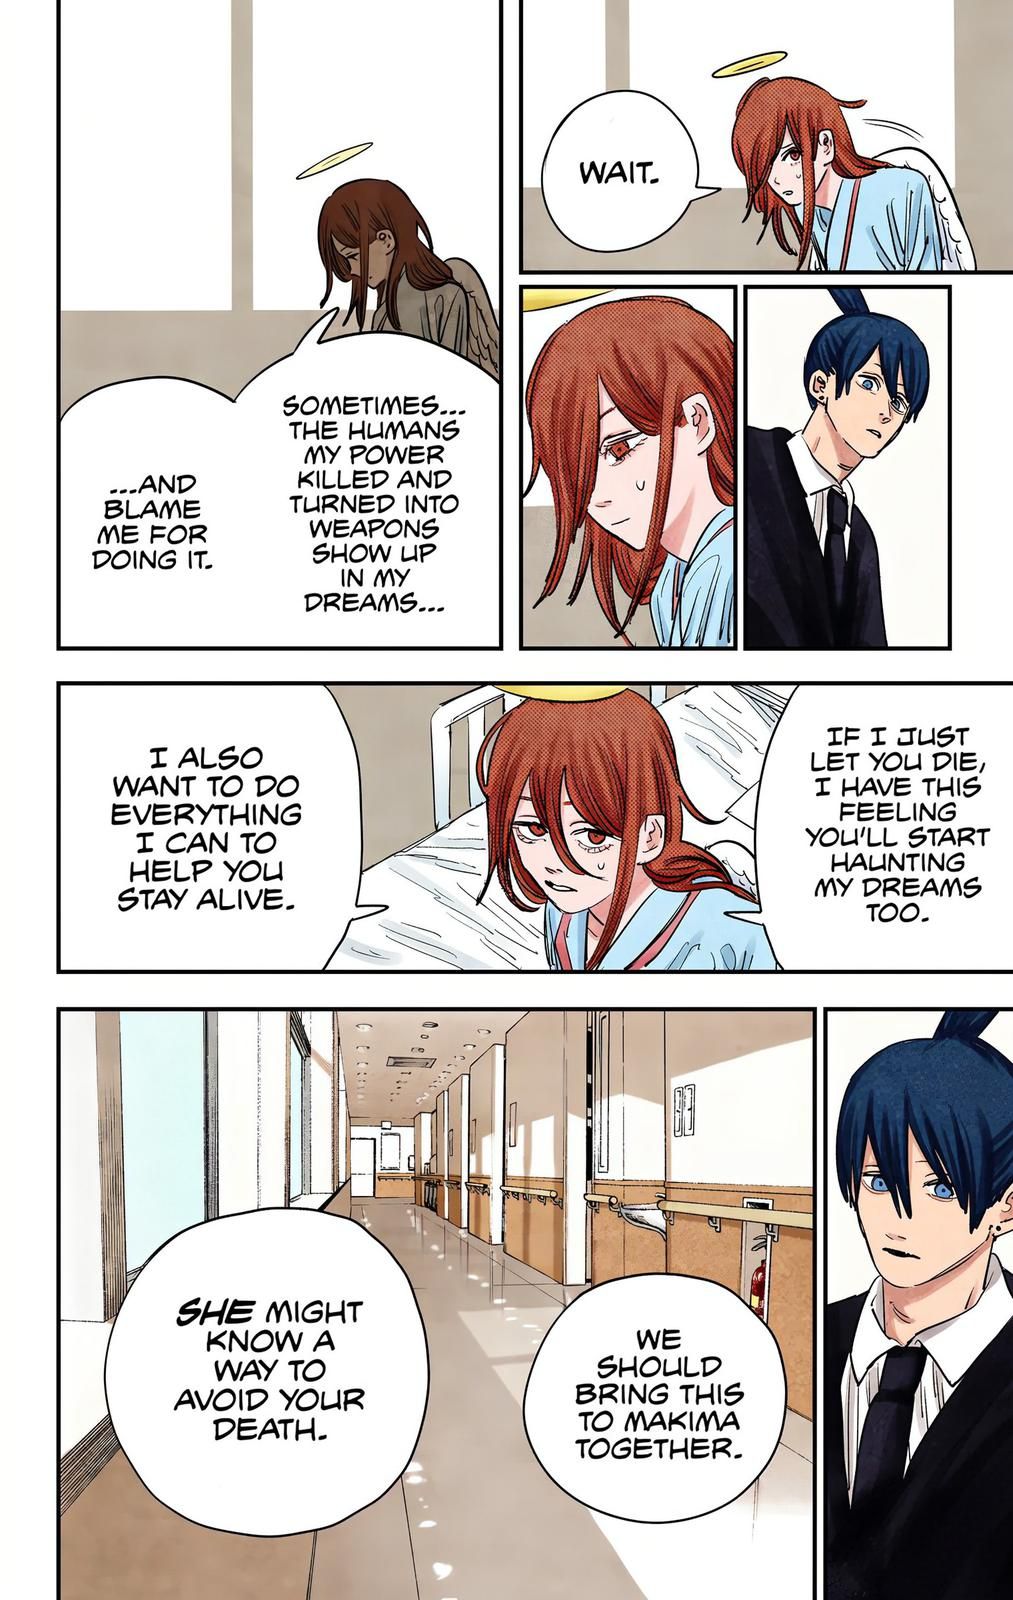 WAIT.
SOMETIMES...
THE HUMANS
MY POWER
KILLED AND
TURNED INTO
WEAPONS
SHOW UP
IN MY
DREAMS...
...AND
BLAME
ME FOR
DOING IT.
IF I JUST
LET YOU DIE,
I HAVE THIS
FEELING
YOU'LL START
HAUNTING
MY DREAMS
TOO.
I ALSO
WANT TO DO
EVERYTHING
I CAN TO
HELP YOU
STAY ALIVE.
WE
SHOULD
BRING THIS
TO MAKIMA
TOGETHER.
SHE MIGHT
KNOW A
WAY TO
AVOID YOUR
DEATH.